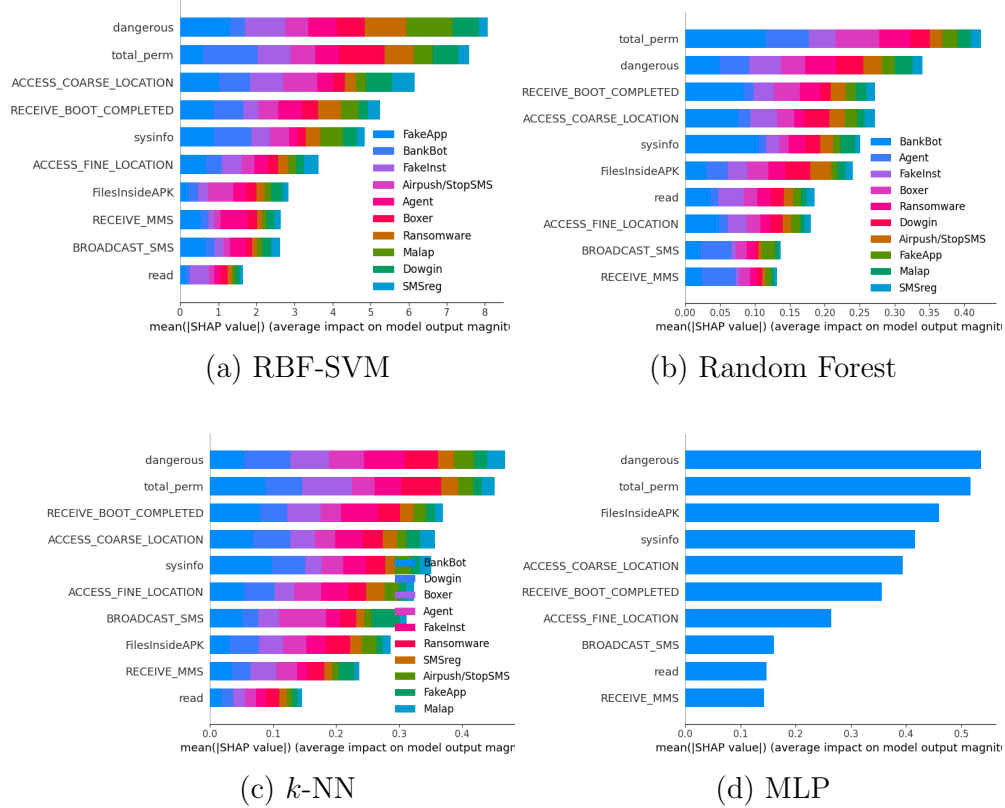 dangerous
total_perm
ACCESS_COARSE_LOCATION
RECEIVE_BOOT_COMPLETED
sysinfo
ACCESS_FINE_LOCATION
FilesInsideAPK
RECEIVE_MMS
BROADCAST_SMS
read
FakeApp
BankBot
FakeInst
Airpush/StopSMS
Agent
Boxer
Ransomware
Malap
Dowgin
SMSreg
0 1 2 3 4 5 6 7 8
mean(|SHAP value|) (average impact on model output magnitu
(a) RBF-SVM
total_perm
dangerous
RECEIVE_BOOT_COMPLETED
ACCESS_COARSE_LOCATION
sysinfo
FilesInsideAPK
read
ACCESS_FINE_LOCATION
BROADCAST_SMS
RECEIVE_MMS
BankBot
Agent
FakeInst
Boxer
Ransomware
Dowgin
Airpush/StopSMS
FakeApp
Malap
SMSreg
0.00 0.05 0.10 0.15 0.20 0.25 0.30 0.35 0.40
mean(|SHAP value|) (average impact on model output magnitu
(b) Random Forest
dangerous
total_perm
RECEIVE_BOOT_COMPLETED
ACCESS_COARSE_LOCATION
sysinfo
ACCESS_FINE_LOCATION
BROADCAST_SMS
FilesInsideAPK
RECEIVE_MMS
read
BankBot
Dowgin
Boxer
Agent
FakeInst
Ransomware
SMSreg
Airpush/StopSMS
FakeApp
Malap
0.0 0.1 0.2 0.3 0.4
mean(|SHAP value|) (average impact on model output magn
(c) k-NN
dangerous
total_perm
FilesInsideAPK
sysinfo
ACCESS_COARSE_LOCATION
RECEIVE_BOOT_COMPLETED
ACCESS_FINE_LOCATION
BROADCAST_SMS
read
RECEIVE_MMS
0.0 0.1 0.2 0.3 0.4 0.5
mean(|SHAP value|) (average impact on model output magnitu
(d) MLP